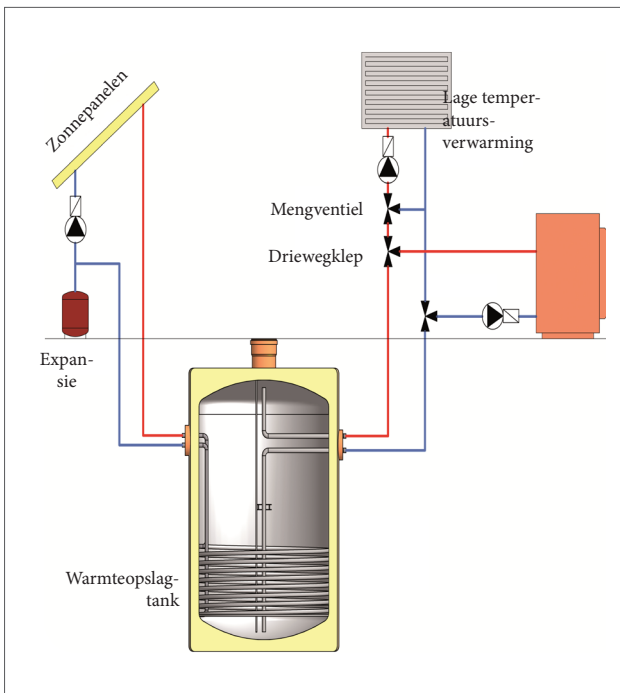 Zonnepanelen
Lage temper-
atuurs-
verwarming
Mengventiel
Driewegklep
Expan-
sie
Warmteopslag-
tank